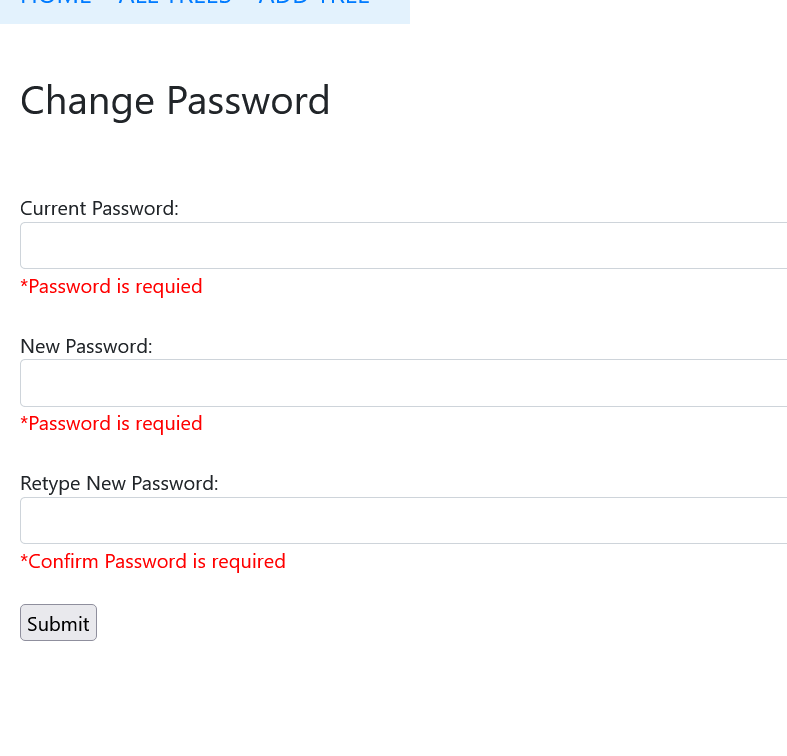 HOME ALL TREES ADD TREE
Change Password
Current Password:
*Password is requied
New Password:
*Password is requied
Retype New Password:
*Confirm Password is required
Submit